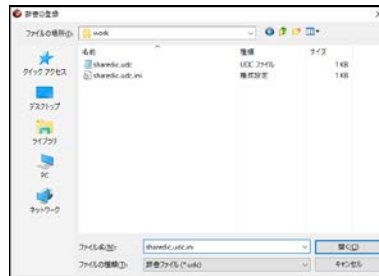 辞書の登録
ファイルの場所(I):
work
名前
種類
サイズ
sharedic.udc
UDC ファイル
1 KB
sharedic.udc.ini
構成設定
1 KB
クイック アクセス
デスクトップ
ライブラリ
PC
ネットワーク
ファイル名(N):
sharedic.udc.ini
開く(O)
ファイルの種類(T):
辞書ファイル (*.udc)
キャンセル